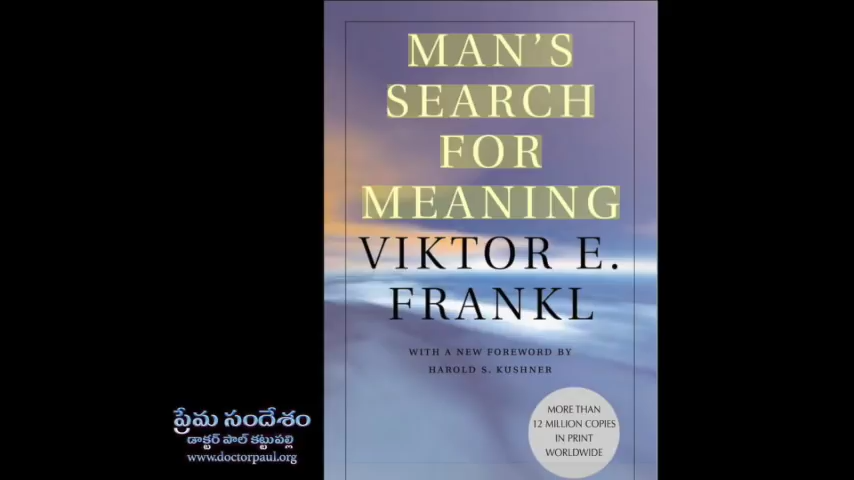 MAN'S
SEARCH
FOR
MEANING
VIKTOR E.
FRANKL
WITH A NEW FOREWORD BY
HAROLD S. KUSHNER
MORE THAN
12 MILLION COPIES
IN PRINT
WORLDWIDE
ప్రేమ సందేశం
డాక్టర్ పాల్ కట్టుపల్లి
www.doctorpaul.org